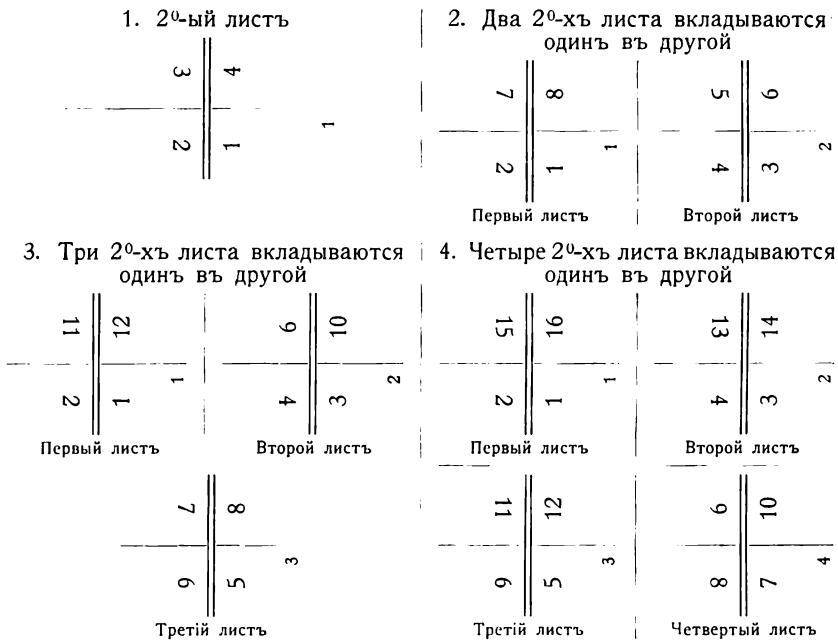 1. 2⁰-ый листъ
3 4
2 1
1
2. Два 2⁰-хъ листа вкладываются
одинъ въ другой
7 8
2 1
1
Первый листъ
5 6
4 3
2
Второй листъ
3. Три 2⁰-хъ листа вкладываются
одинъ въ другой
11 12
2 1
1
Первый листъ
9 10
4 3
2
Второй листъ
7 8
6 5
3
Третій листъ
4. Четыре 2⁰-хъ листа вкладываются
одинъ въ другой
15 16
2 1
1
Первый листъ
13 14
4 3
2
Второй листъ
11 12
6 5
3
Третій листъ
9 10
8 7
4
Четвертый листъ